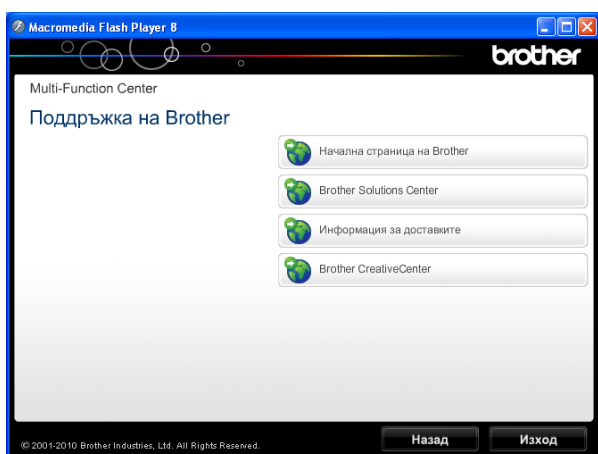 Macromedia Flash Player 8
brother
Multi-Function Center
Поддръжка на Brother
Начална страница на Brother
Brother Solutions Center
Информация за доставките
Brother CreativeCenter
© 2001-2010 Brother Industries, Ltd. All Rights Reserved.
Назад
Изход